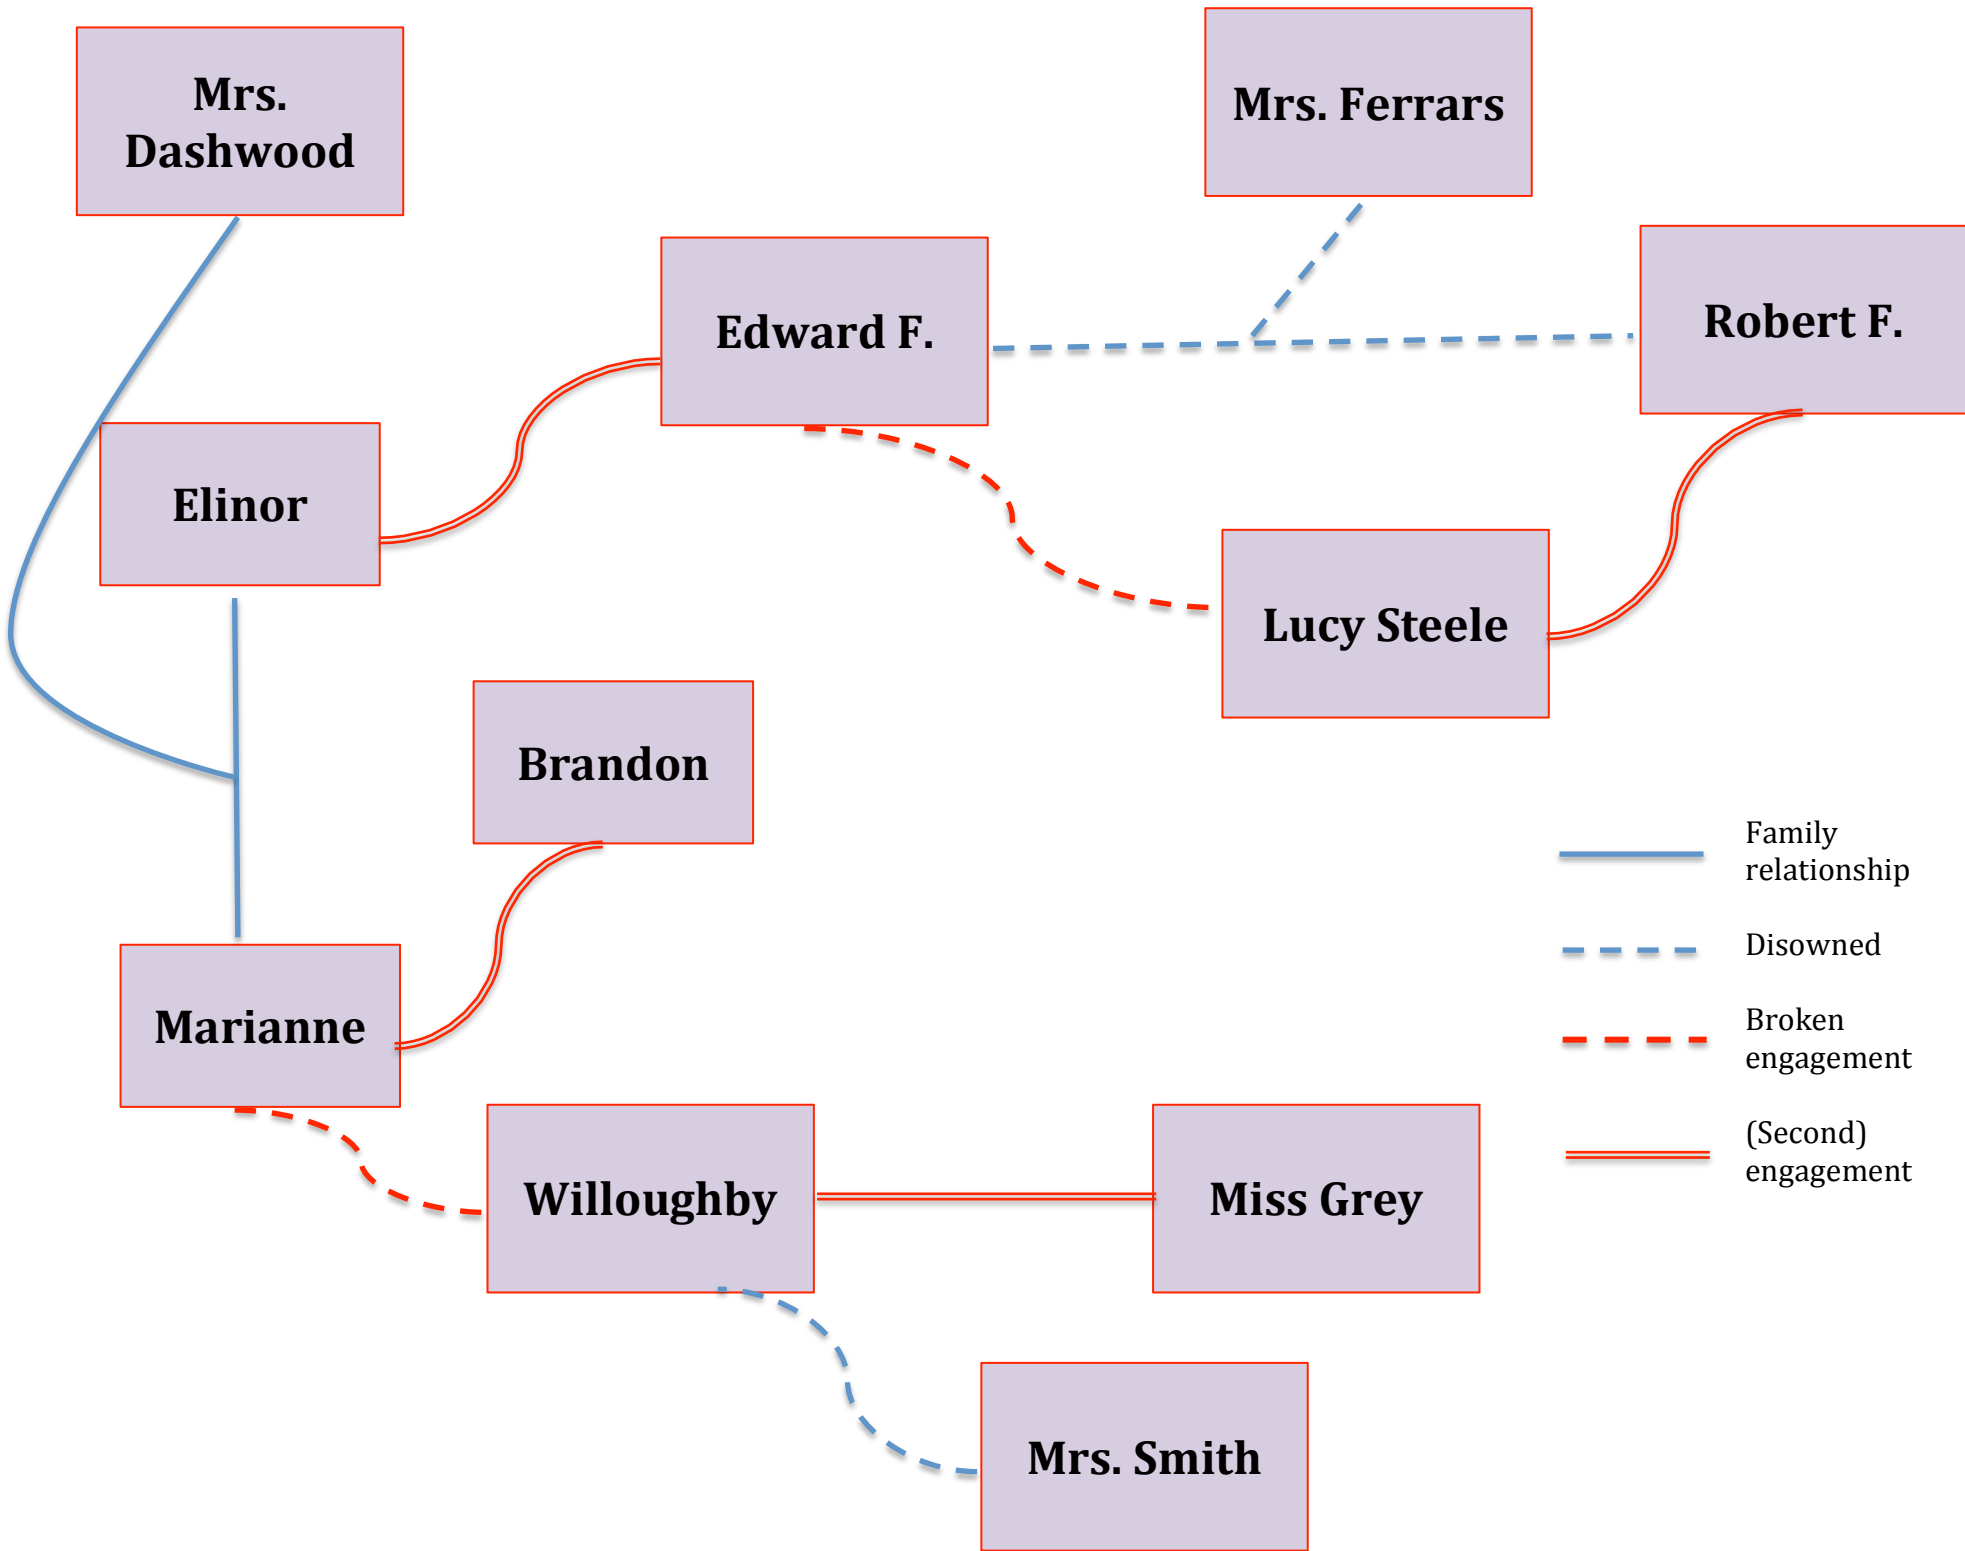 Mrs.
Dashwood
Mrs. Ferrars
Edward F.
Robert F.
Elinor
Lucy Steele
Brandon
Family
relationship
Disowned
Marianne
Broken
engagement
Willoughby
Miss Grey
(Second)
engagement
Mrs. Smith